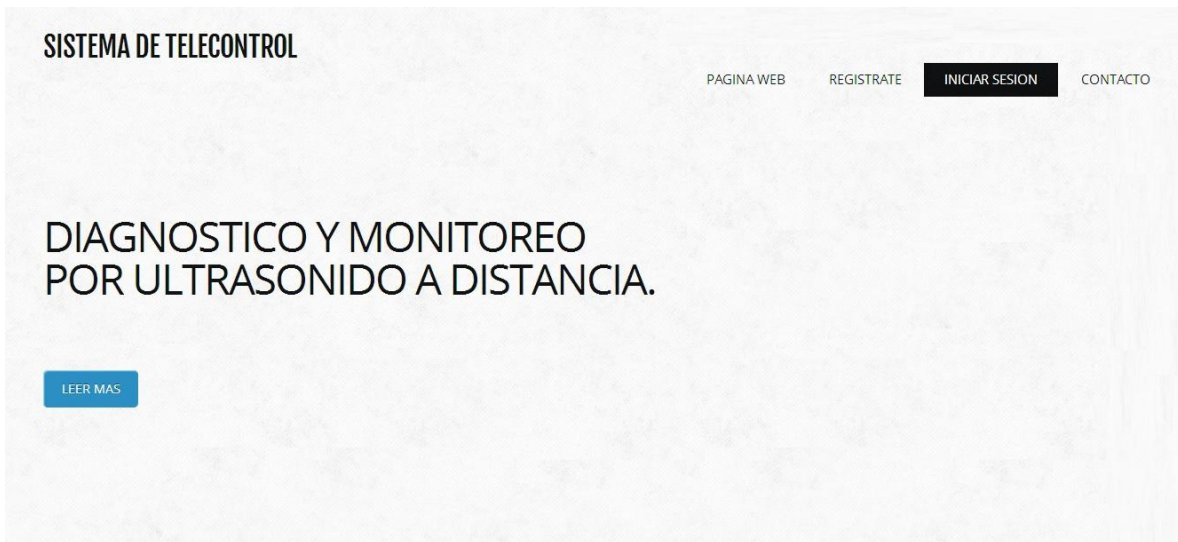 SISTEMA DE TELECONTROL
PAGINA WEB REGISTRATE INICIAR SESION CONTACTO
DIAGNOSTICO Y MONITOREO
POR ULTRASONIDO A DISTANCIA.
LEER MAS